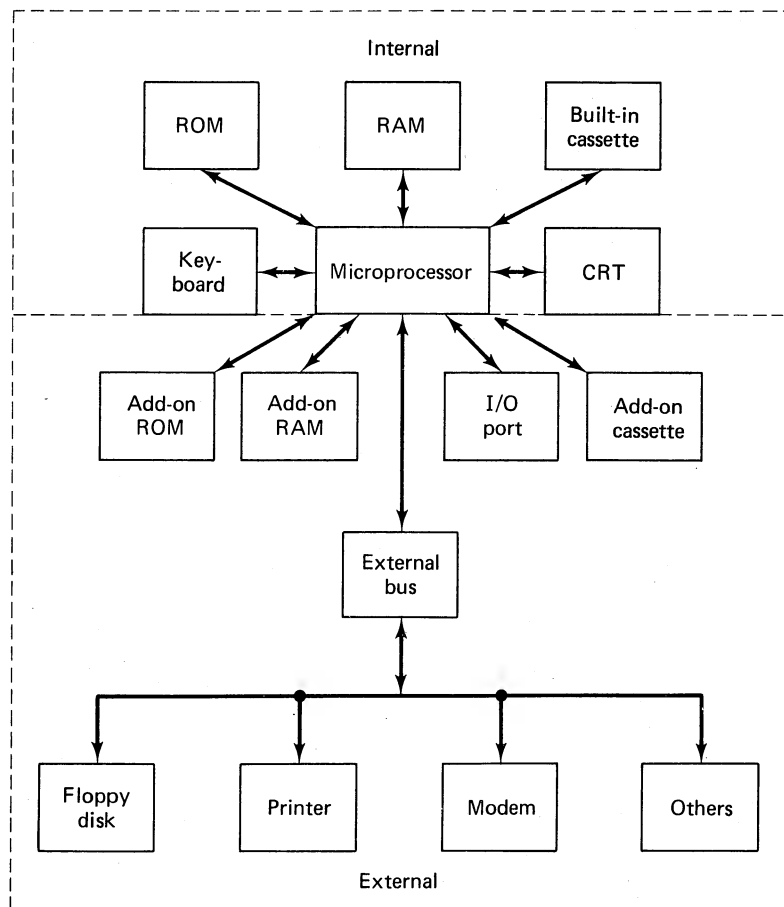 Internal
ROM
RAM
Built-in
cassette
Key-
board
Microprocessor
CRT
Add-on
ROM
Add-on
RAM
I/O
port
Add-on
cassette
External
bus
Floppy
disk
Printer
Modem
Others
External